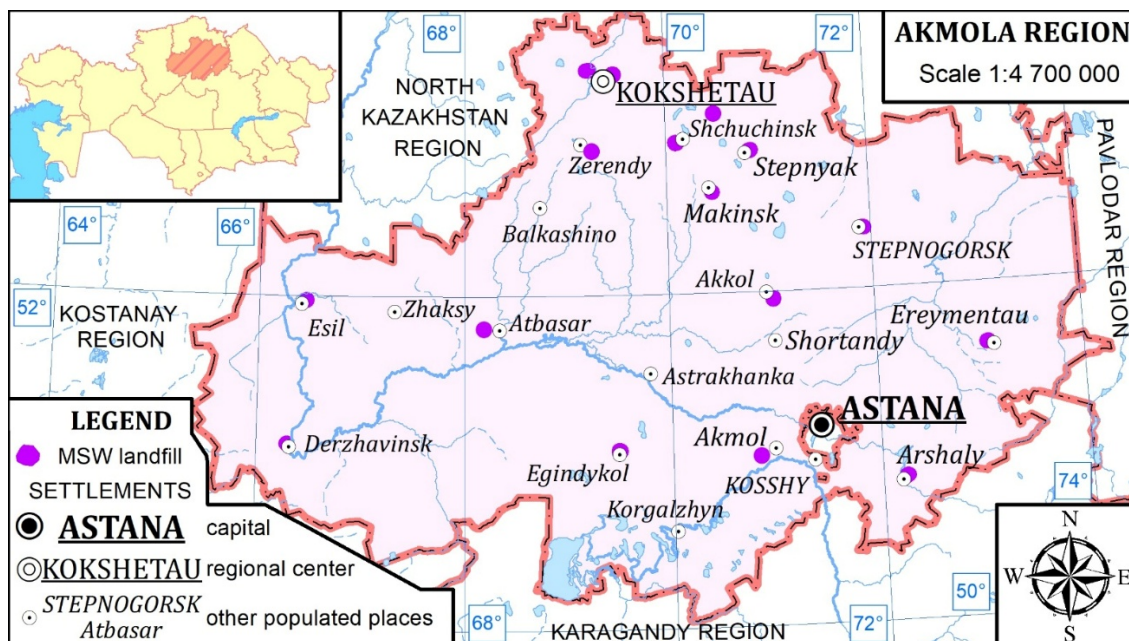 AKMOLA REGION
Scale 1:4 700 000
68°
70°
72°
NORTH
KAZAKHSTAN
REGION
KOKSHETAU
Shchuchinsk
Zerendy
Stepnyak
PAVLODAR REGION
Makinsk
64°
66°
Balkashino
STEPNOGORSK
Akkol
52°
KOSTANAY
REGION
Esil
Zhaksy
Atbasar
Ereymentau
Shortandy
Astrakhanka
ASTANA
Derzhavinsk
Egindykol
Akmol
KOSSHY
Arshaly
Korgalzhyn
74°
50°
68°
KARAGANDY REGION
72°
LEGEND
MSW landfill
SETTLEMENTS
ASTANA capital
KOKSHETAU regional center
STEPNOGORSK
Atbasar other populated places
N
W E
S